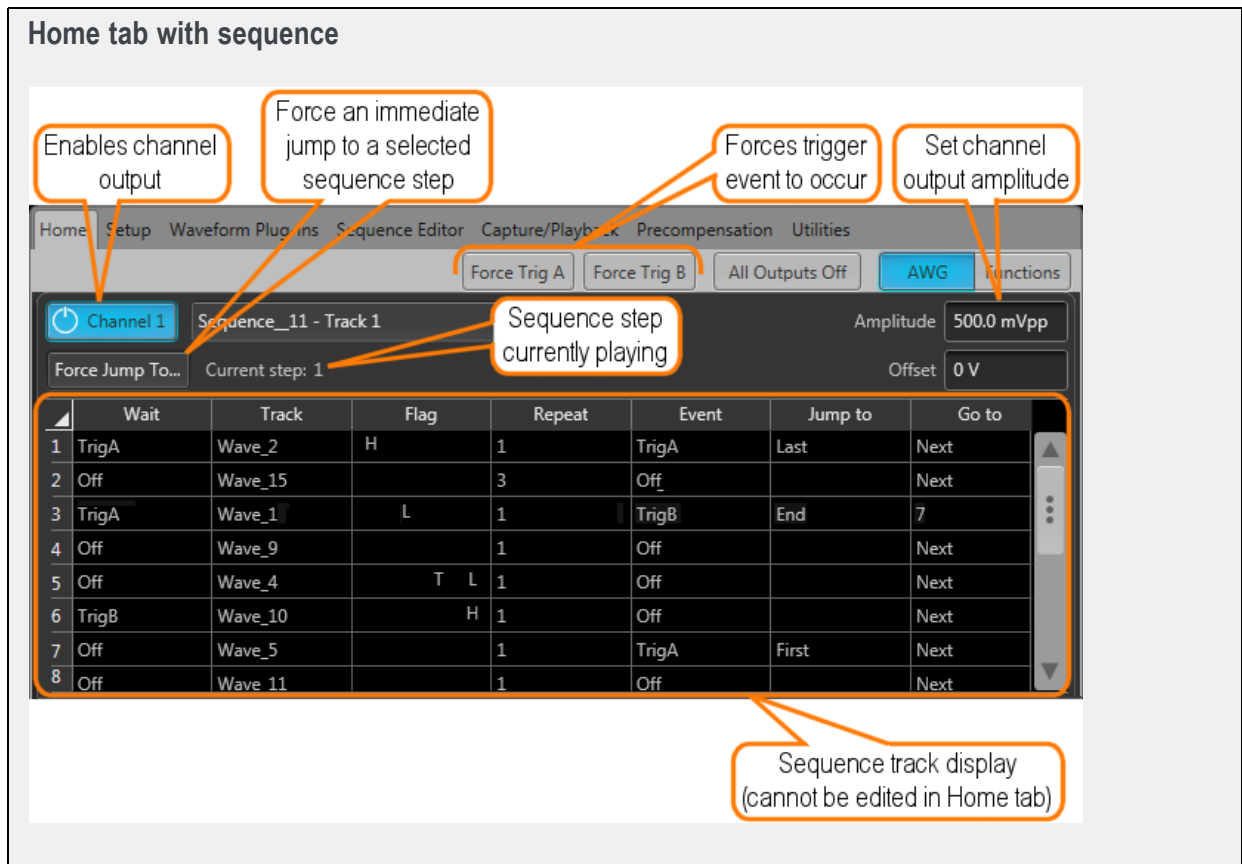 Home tab with sequence
Enables channel
output
Force an immediate
jump to a selected
sequence step
Forces trigger
event to occur
Set channel
output amplitude
Home Setup Waveform Plug-ins Sequence Editor Capture/Playback Precompensation Utilities
Force Trig A Force Trig B All Outputs Off AWG Functions
Channel 1 Sequence_11 - Track 1 Amplitude 500.0 mVpp
Sequence step
currently playing
Force Jump To... Current step: 1 Offset 0 V
Wait Track Flag Repeat Event Jump to Go to
1 TrigA Wave_2 H 1 TrigA Last Next
2 Off Wave_15 3 Off Next
3 TrigA Wave_1 L 1 TrigB End 7
4 Off Wave_9 1 Off Next
5 Off Wave_4 T L 1 Off Next
6 TrigB Wave_10 H 1 Off Next
7 Off Wave_5 1 TrigA First Next
8 Off Wave_11 1 Off Next
Sequence track display
(cannot be edited in Home tab)